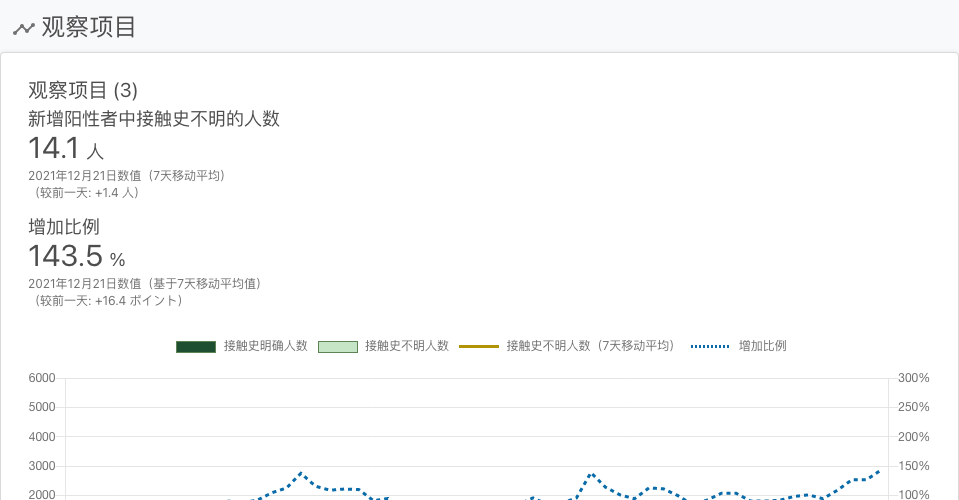 观察项目
观察项目 (3)
新增阳性者中接触史不明的人数
14.1 人
2021年12月21日数值（7天移动平均）
（较前一天: +1.4 人）
增加比例
143.5 %
2021年12月21日数值（基于7天移动平均值）
（较前一天: +16.4 ポイント）
接触史明确人数 接触史不明人数 接触史不明人数（7天移动平均） 增加比例
6000 300%
5000 250%
4000 200%
3000 150%
2000 100%